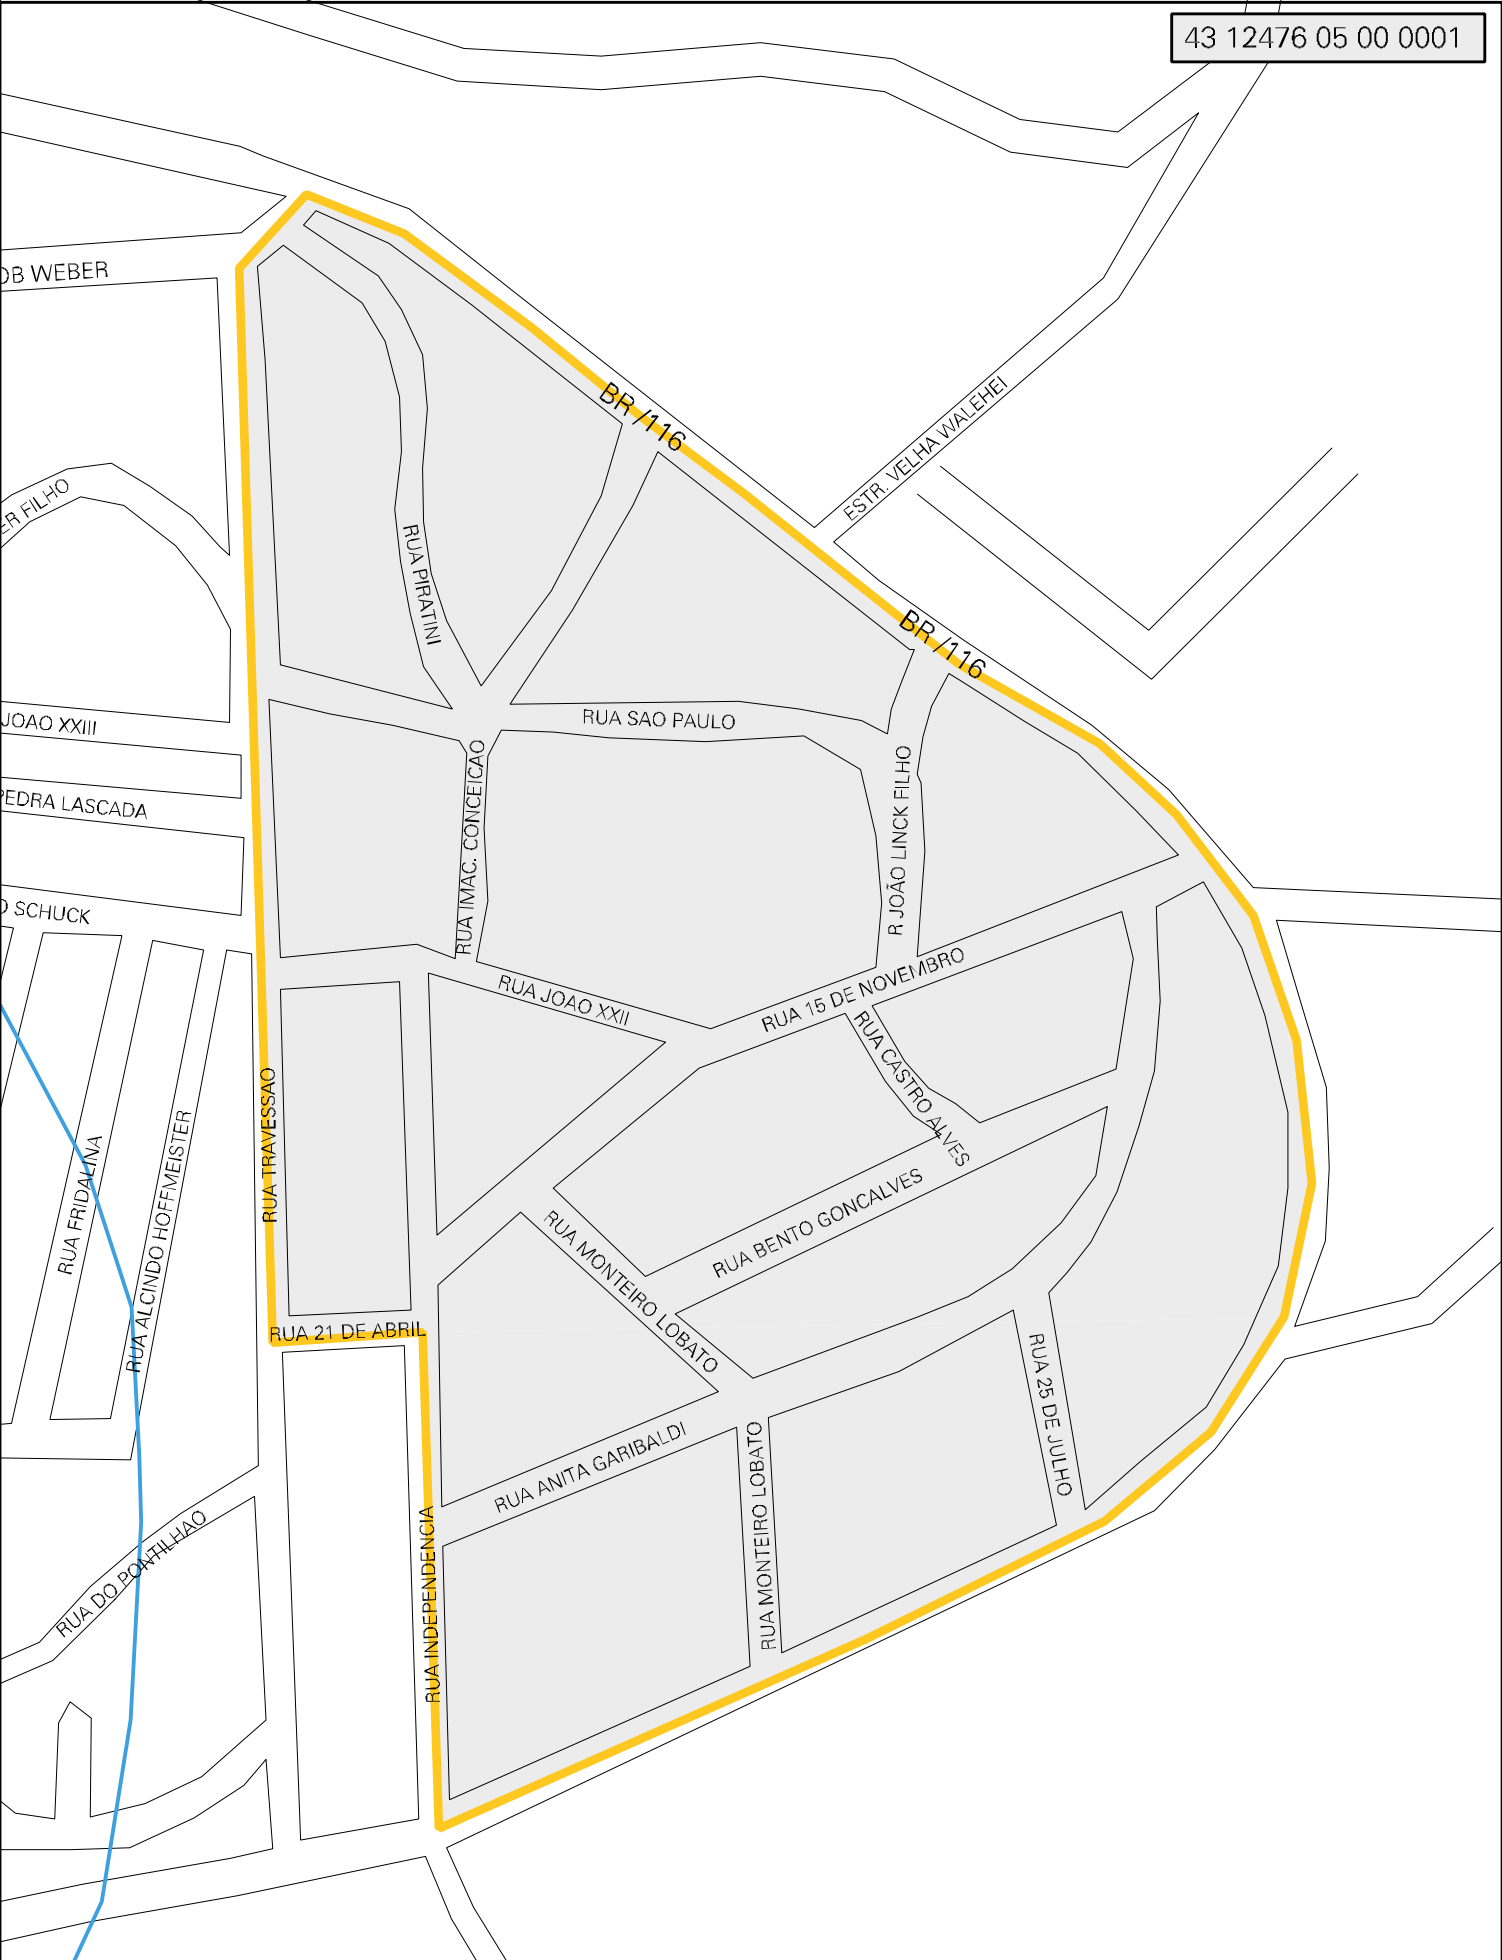 43 12476 05 00 0001
OB WEBER
BR /116
ESTR. VELHA WALEHEI
ER FILHO
RUA PIRATINI
BR /116
JOAO XXIII
RUA SAO PAULO
PEDRA LASCADA
RUA IMAC. CONCEICAO
R JOÃO LINCK FILHO
O SCHUCK
RUA JOAO XXII
RUA 15 DE NOVEMBRO
RUA CASTRO ALVES
RUA TRAVESSAO
RUA FRIDALINA
RUA ALCINDO HOFFMEISTER
RUA BENTO GONCALVES
RUA MONTEIRO LOBATO
RUA 21 DE ABRIL
RUA 25 DE JULHO
RUA ANITA GARIBALDI
RUA MONTEIRO LOBATO
RUA INDEPENDENCIA
RUA DO PONTILHAO